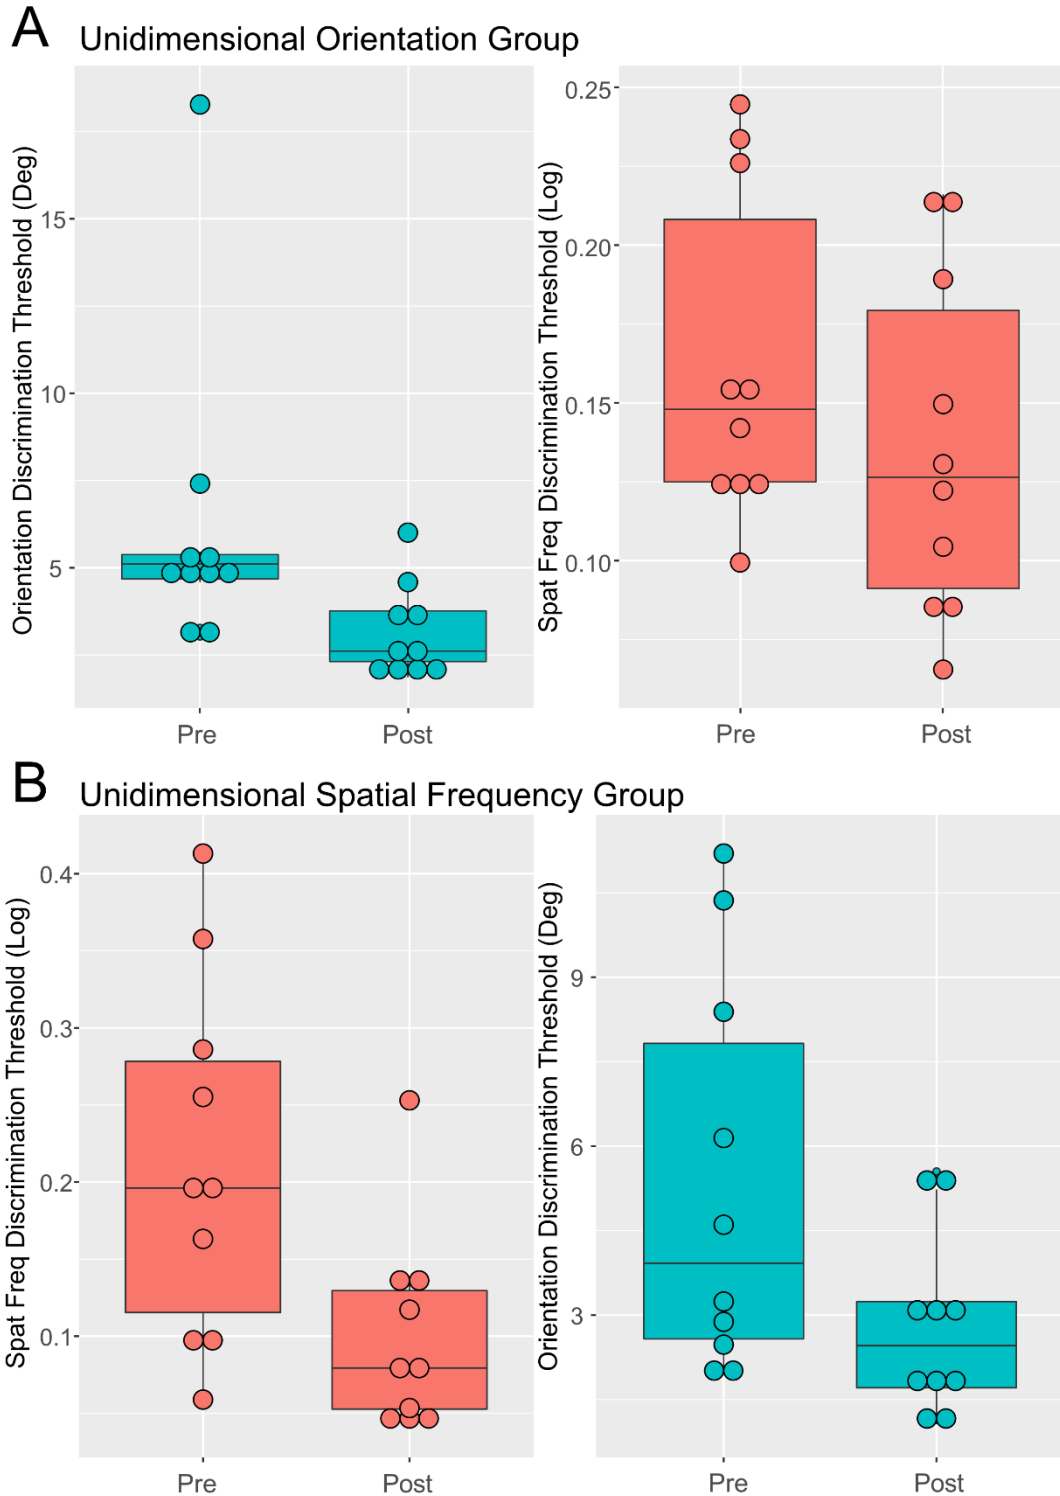 A Unidimensional Orientation Group
Orientation Discrimination Threshold (Deg)
15
10
5
Pre Post
Spat Freq Discrimination Threshold (Log)
0.25
0.20
0.15
0.10
Pre Post
B Unidimensional Spatial Frequency Group
Spat Freq Discrimination Threshold (Log)
0.4
0.3
0.2
0.1
Pre Post
Orientation Discrimination Threshold (Deg)
9
6
3
Pre Post